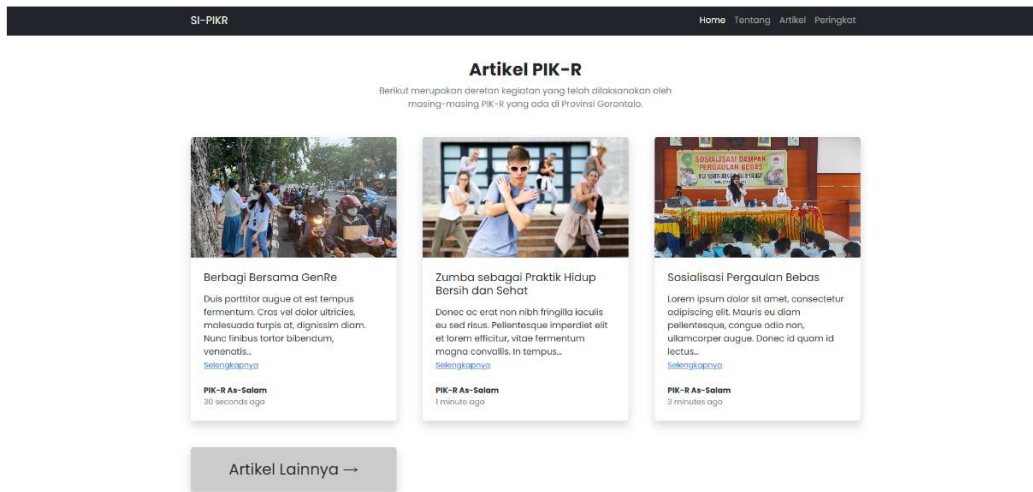 SI-PIKR
Home Tentang Artikel Peringkat
Artikel PIK-R
Berikut merupakan deretan kegiatan yang telah dilaksanakan oleh
masing-masing PIK-R yang ada di Provinsi Gorontalo.
SOSIALISASI DAMPAK
PERGAULAN BEBAS
Berbagi Bersama GenRe
Duis porttitor augue at est tempus
fermentum. Cras vel dolor ultricies,
malesuada turpis at, dignissim diam.
Nunc finibus tortor bibendum,
venenatis...
Selengkapnya
PIK-R As-Salam
30 seconds ago
Zumba sebagai Praktik Hidup
Bersih dan Sehat
Donec ac erat non nibh fringilla iaculis
eu sed risus. Pellentesque imperdiet elit
et lorem efficitur, vitae fermentum
magna convallis. In tempus...
Selengkapnya
PIK-R As-Salam
1 minute ago
Sosialisasi Pergaulan Bebas
Lorem ipsum dolor sit amet, consectetur
adipiscing elit. Mauris eu diam
pellentesque, congue odio non,
ullamcorper augue. Donec id quam id
lectus...
Selengkapnya
PIK-R As-Salam
3 minutes ago
Artikel Lainnya →